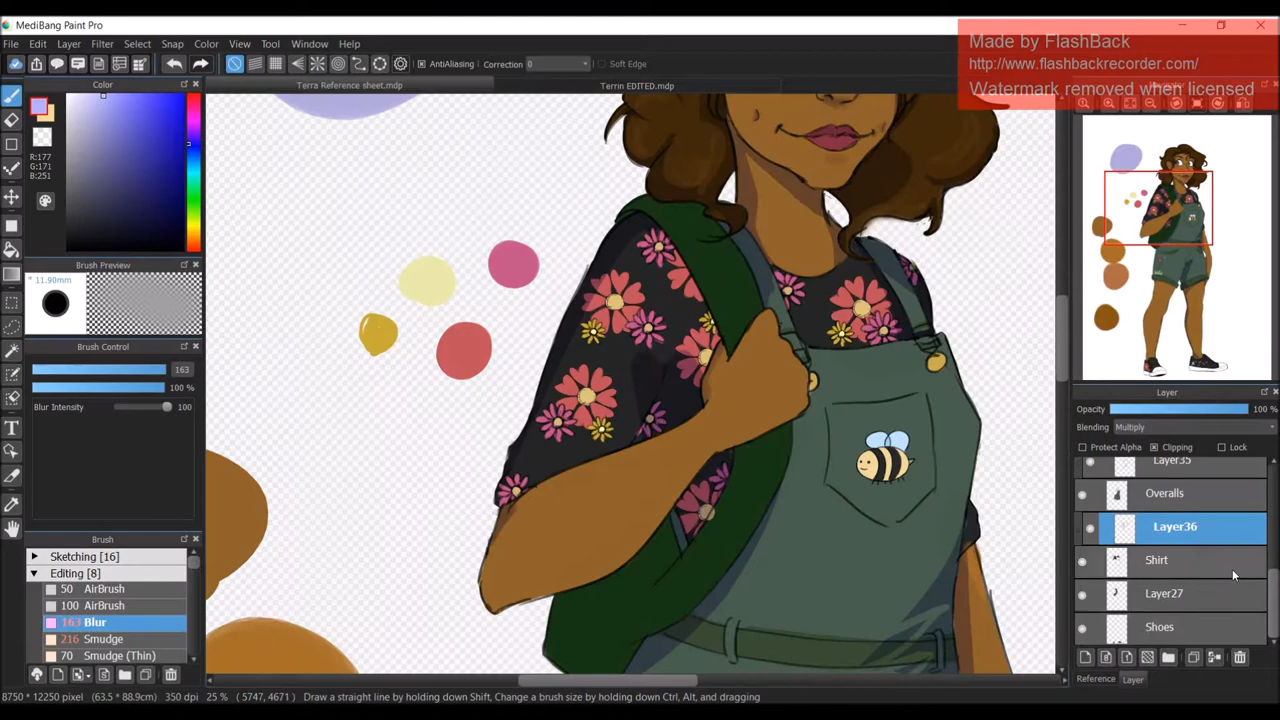 MediBang Paint Pro
Made by FlashBack
http://www.flashbackrecorder.com/
Watermark removed when licensed
File Edit Layer Filter Select Snap Color View Tool Window Help
AntiAliasing Correction 0 Soft Edge
Color
Terra Reference sheet.mdp
Terrin EDITED.mdp
R:177
G:171
B:251
Brush Preview
* 11.90mm
Brush Control
163
100 %
Blur Intensity 100
Brush
Sketching [16]
Editing [8]
50 AirBrush
100 AirBrush
163 Blur
216 Smudge
70 Smudge (Thin)
Layer
Opacity 100 %
Blending Multiply
Protect Alpha Clipping Lock
Layer35
Overalls
Layer36
Shirt
Layer27
Shoes
Reference Layer
8750 * 12250 pixel (63.5 * 88.9cm) 350 dpi 25 % ( 5747, 4671 ) Draw a straight line by holding down Shift, Change a brush size by holding down Ctrl, Alt, and dragging